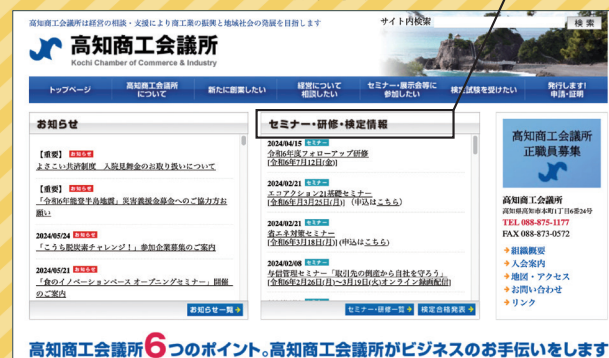 高知商工会議所は経営の相談・支援により商工業の振興と地域社会の発展を目指します
サイト内検索
検 索
高知商工会議所
Kochi Chamber of Commerce & Industry
トップページ
高知商工会議所
について
新たに創業したい
経営について
相談したい
セミナー・展示会等に
参加したい
検定試験を受けたい
発行します!
申請・証明
お知らせ
【重要】 お知らせ
よさこい共済制度 入院見舞金のお取り扱いについて
【重要】 お知らせ
「令和6年能登半島地震」災害義援金募金へのご協力方お
願い
2024/05/24 お知らせ
「こうち脱炭素チャレンジ！」参加企業募集のご案内
2024/05/21 お知らせ
「食のイノベーションベース オープニングセミナー」開催
のご案内
お知らせ一覧
セミナー・研修・検定情報
2024/04/15 セミナー
令和6年度フォローアップ研修
[令和6年7月12日(金)]
2024/02/21 セミナー
エコアクション21基礎セミナー
[令和6年3月25日(月)] （申込はこちら）
2024/02/21 セミナー
省エネ対策セミナー
[令和6年3月18日(月)] (申込はこちら)
2024/02/08 セミナー
与信管理セミナー「取引先の倒産から自社を守ろう」
[令和6年2月26日(月)～3月19日(火)オンライン録画配信]
セミナー・研修一覧
検定合格発表
高知商工会議所
正職員募集
高知商工会議所
高知県高知市本町1丁目6番24号
TEL 088-875-1177
FAX 088-873-0572
組織概要
入会案内
地図・アクセス
お問い合わせ
リンク
高知商工会議所6つのポイント。高知商工会議所がビジネスのお手伝いをします